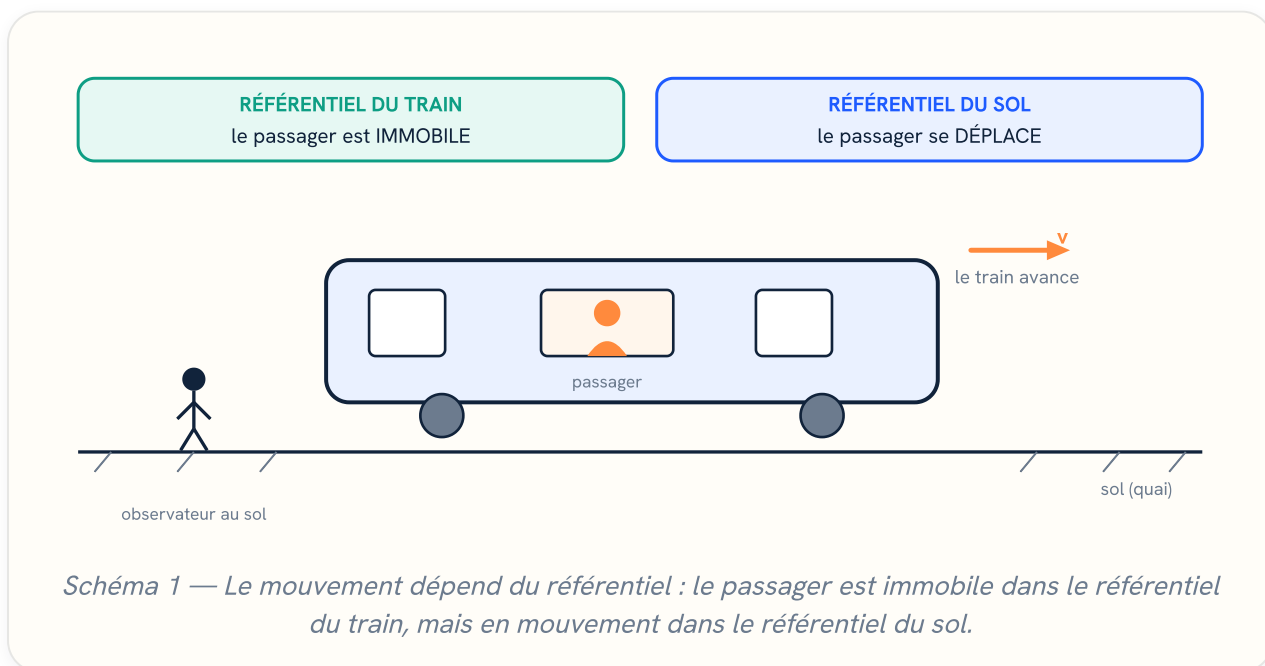 RÉFÉRENTIEL DU TRAIN
le passager est IMMOBILE
RÉFÉRENTIEL DU SOL
le passager se DÉPLACE
v
le train avance
passager
sol (quai)
observateur au sol
Schéma 1 — Le mouvement dépend du référentiel : le passager est immobile dans le référentiel
du train, mais en mouvement dans le référentiel du sol.